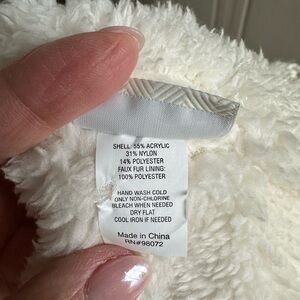 SHELL: 55% ACRYLIC
31% NYLON
14% POLYESTER
FAUX FUR LINING:
100% POLYESTER
HAND WASH COLD
ONLY NON-CHLORINE
BLEACH WHEN NEEDED
DRY FLAT
COOL IRON IF NEEDED
Made in China
RN#98072